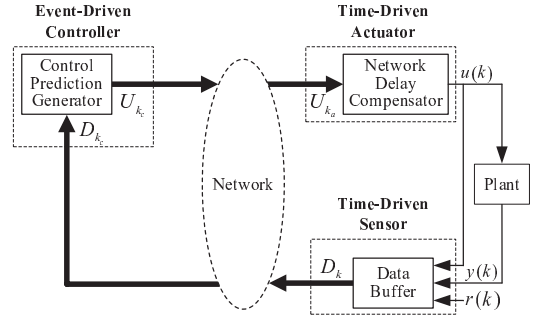 Event-Driven
Controller
Control
Prediction
Generator
U_{k_c}
D_{k_c}
Network
Time-Driven
Actuator
Network
Delay
Compensator
U_{k_a}
u(k)
Plant
Time-Driven
Sensor
D_k
Data
Buffer
y(k)
r(k)